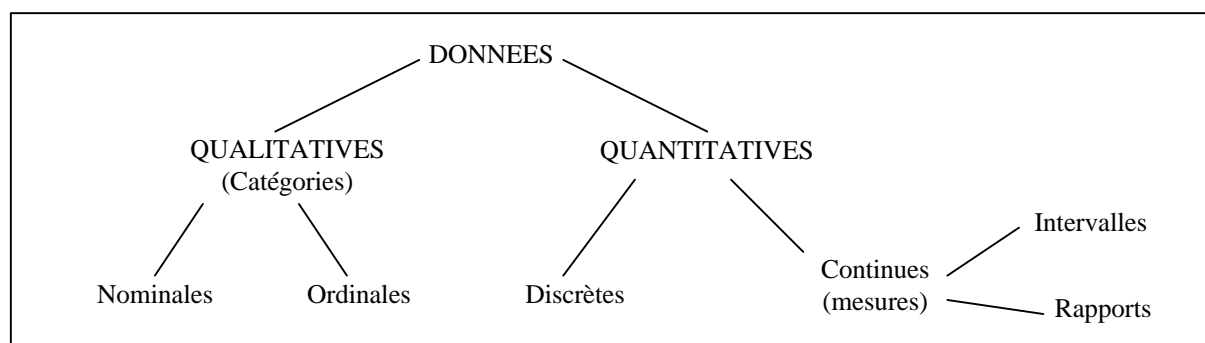 DONNEES
QUALITATIVES
(Catégories)
QUANTITATIVES
Nominales
Ordinales
Discrètes
Continues
(mesures)
Intervalles
Rapports